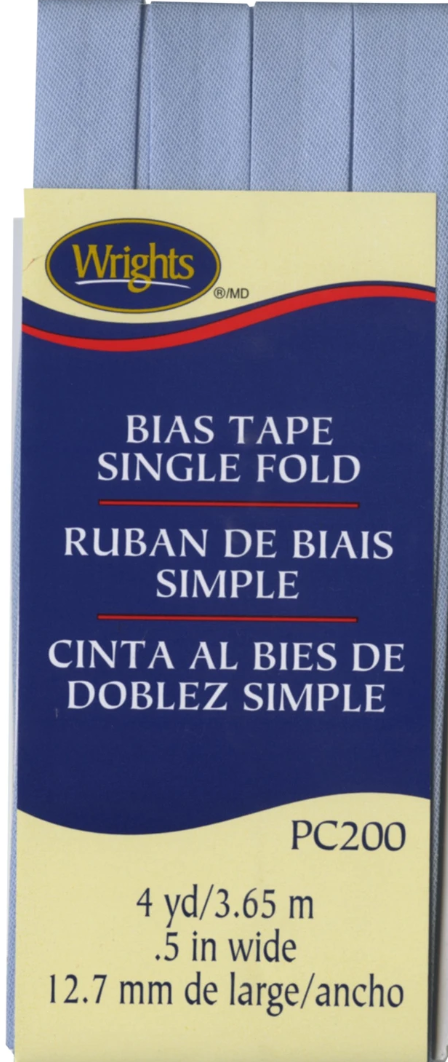 Wrights
®/MD
BIAS TAPE
SINGLE FOLD
RUBAN DE BIAIS
SIMPLE
CINTA AL BIES DE
DOBLEZ SIMPLE
PC200
4 yd/3.65 m
.5 in wide
12.7 mm de large/ancho